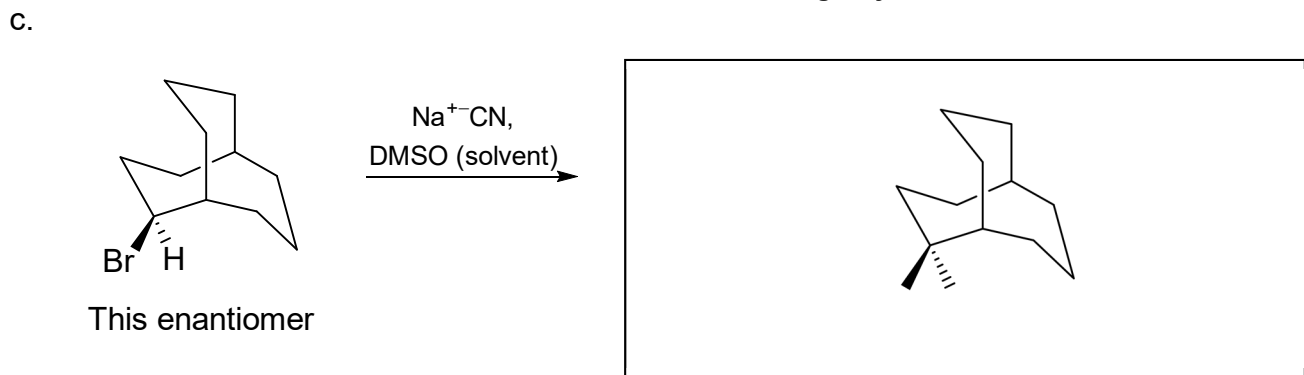 c.
Na⁺⁻CN,
DMSO (solvent)
Br H
This enantiomer